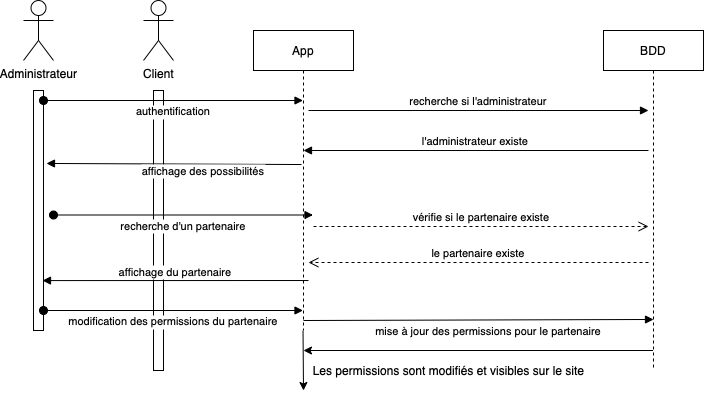 App
BDD
Administrateur
Client
recherche si l'administrateur
authentification
l'administrateur existe
affichage des possibilités
vérifie si le partenaire existe
recherche d'un partenaire
le partenaire existe
affichage du partenaire
modification des permissions du partenaire
mise à jour des permissions pour le partenaire
Les permissions sont modifiés et visibles sur le site